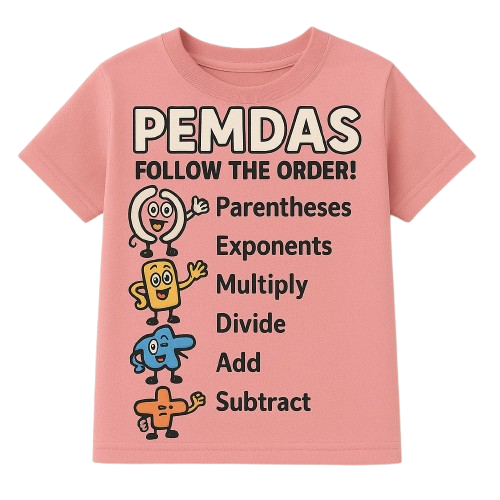 PEMDAS
FOLLOW THE ORDER!
Parentheses
Exponents
Multiply
Divide
Add
Subtract